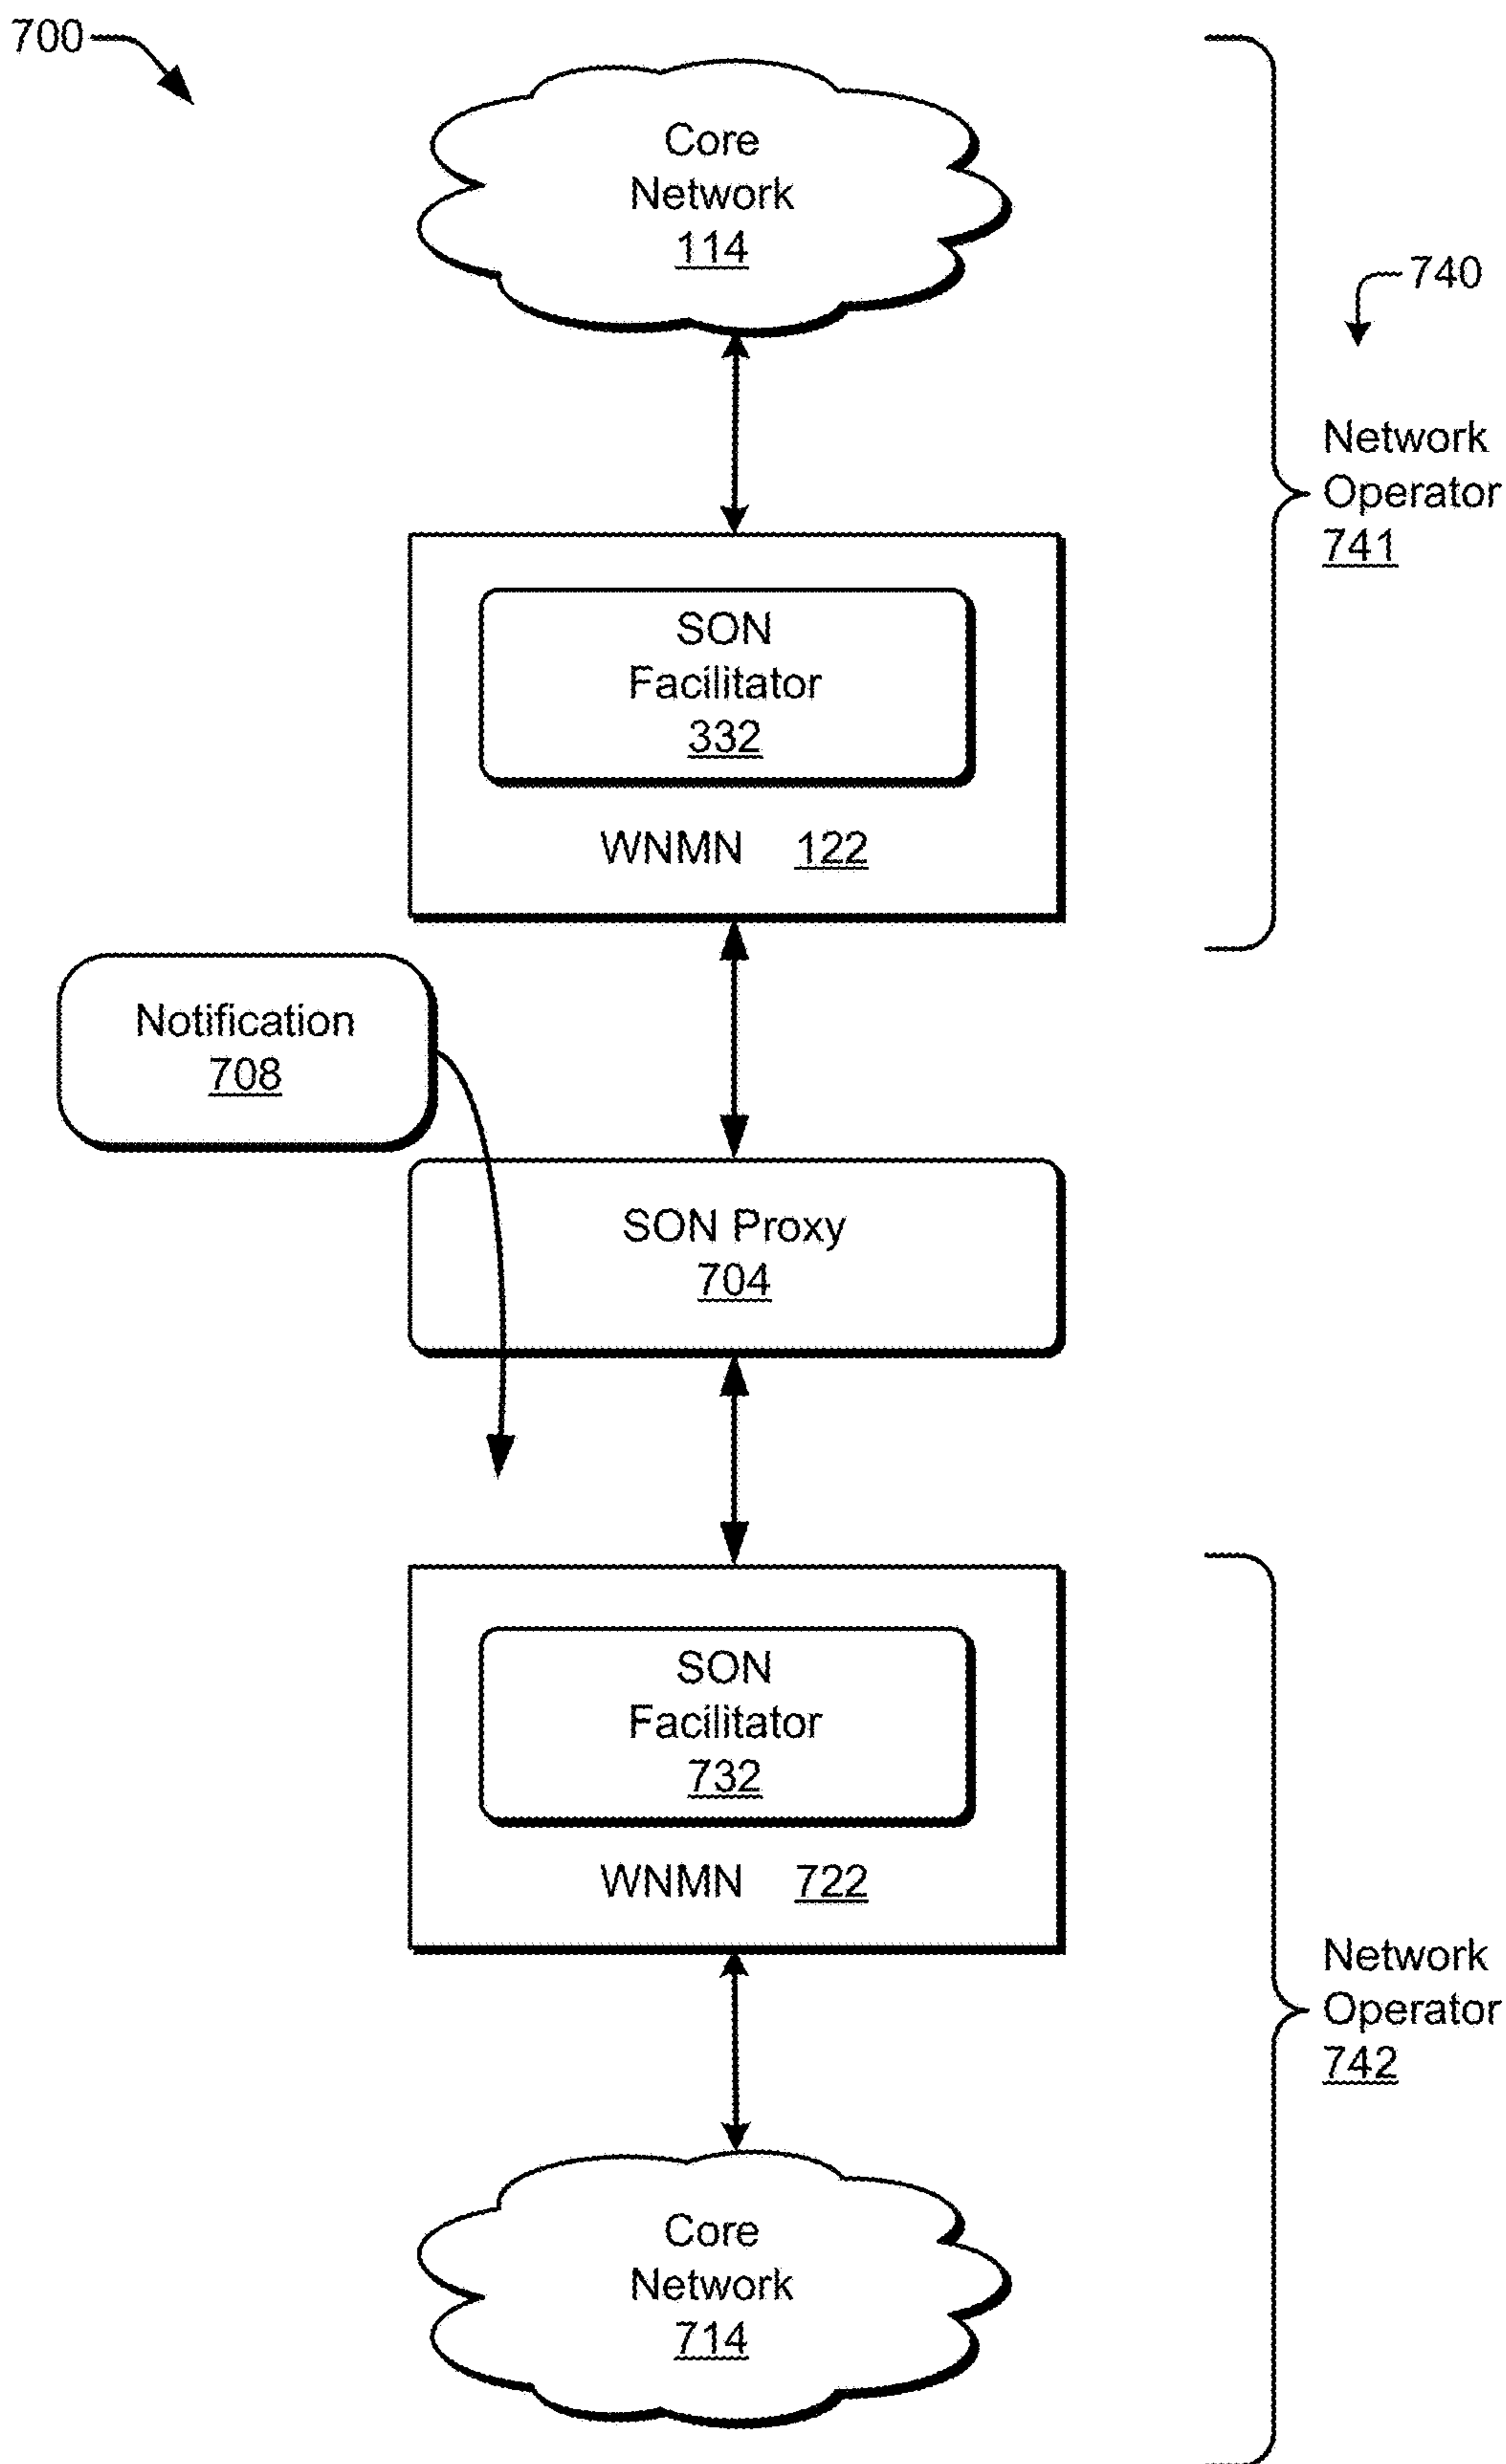 700
Core
Network
114
740
Network
Operator
741
SON
Facilitator
332
WNMN 122
Notification
708
SON Proxy
704
SON
Facilitator
732
WNMN 722
Network
Operator
742
Core
Network
714